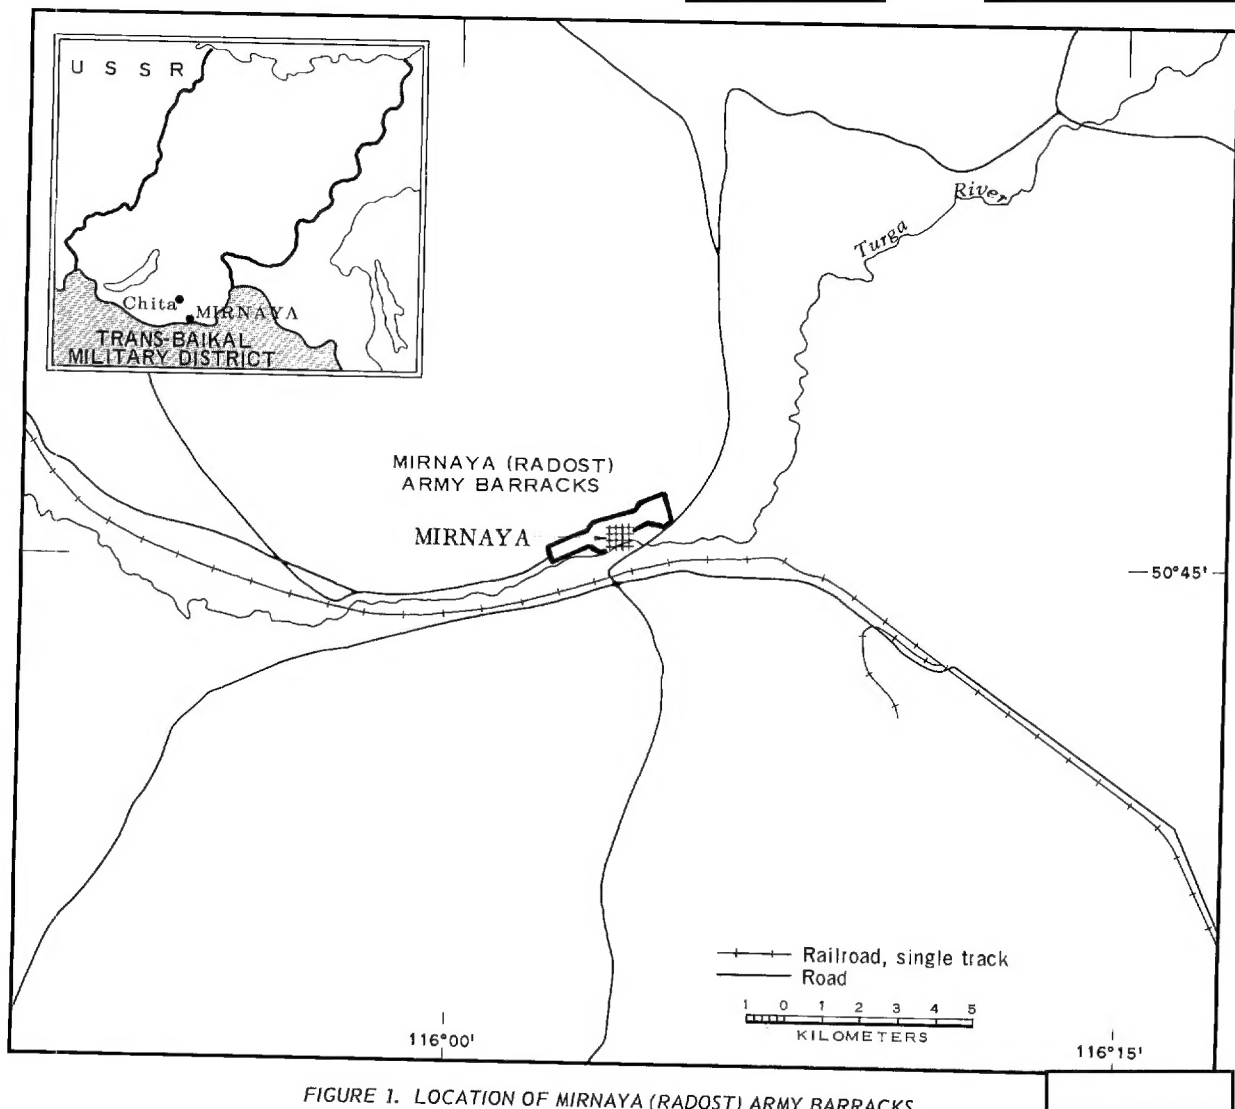 U S S R
Chita
MIRNAYA
TRANS-BAIKAL
MILITARY DISTRICT
River
Turga
MIRNAYA (RADOST)
ARMY BARRACKS
MIRNAYA
50°45'
Railroad, single track
Road
1 0 1 2 3 4 5
KILOMETERS
116°00'
116°15'
FIGURE 1. LOCATION OF MIRNAYA (RADOST) ARMY BARRACKS